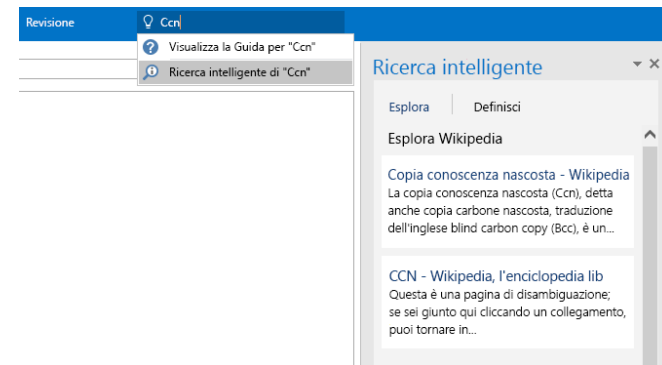 Revisione
Ccn
Visualizza la Guida per "Ccn"
Ricerca intelligente di "Ccn"
Ricerca intelligente
Esplora
Definisci
Esplora Wikipedia
Copia conoscenza nascosta - Wikipedia
La copia conoscenza nascosta (Ccn), detta
anche copia carbone nascosta, traduzione
dell'inglese blind carbon copy (Bcc), è un...
CCN - Wikipedia, l'enciclopedia lib
Questa è una pagina di disambiguazione;
se sei giunto qui cliccando un collegamento,
puoi tornare in...